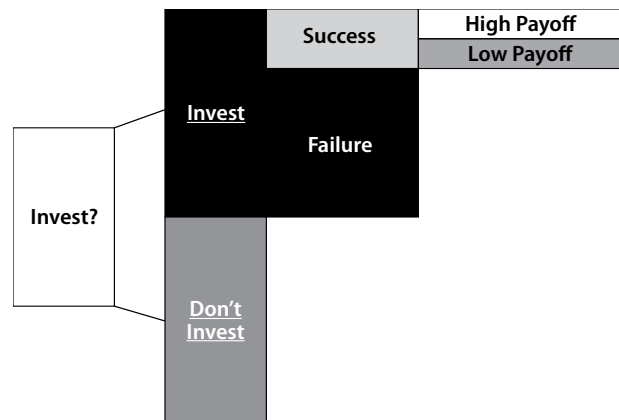 Success
High Payoff
Low Payoff
Invest
Failure
Invest?
Don't
Invest